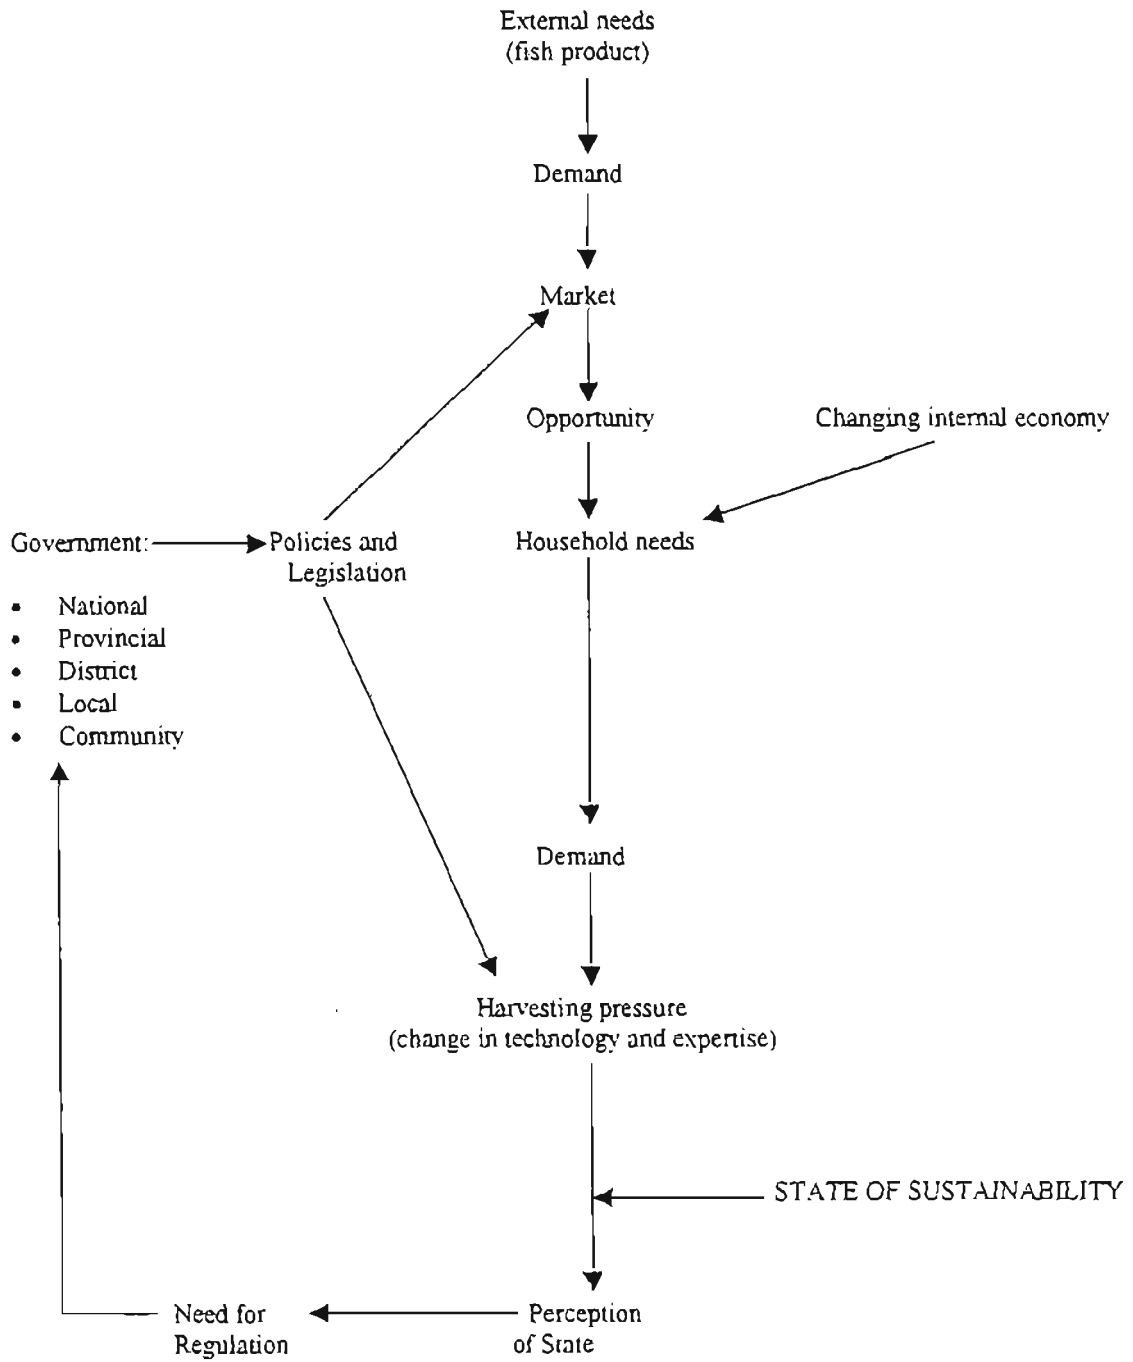 External needs
(fish product)
Demand
Market
Opportunity
Changing internal economy
Government:
Policies and
Legislation
Household needs
• National
• Provincial
• District
• Local
• Community
Demand
Harvesting pressure
(change in technology and expertise)
STATE OF SUSTAINABILITY
Need for
Regulation
Perception
of State